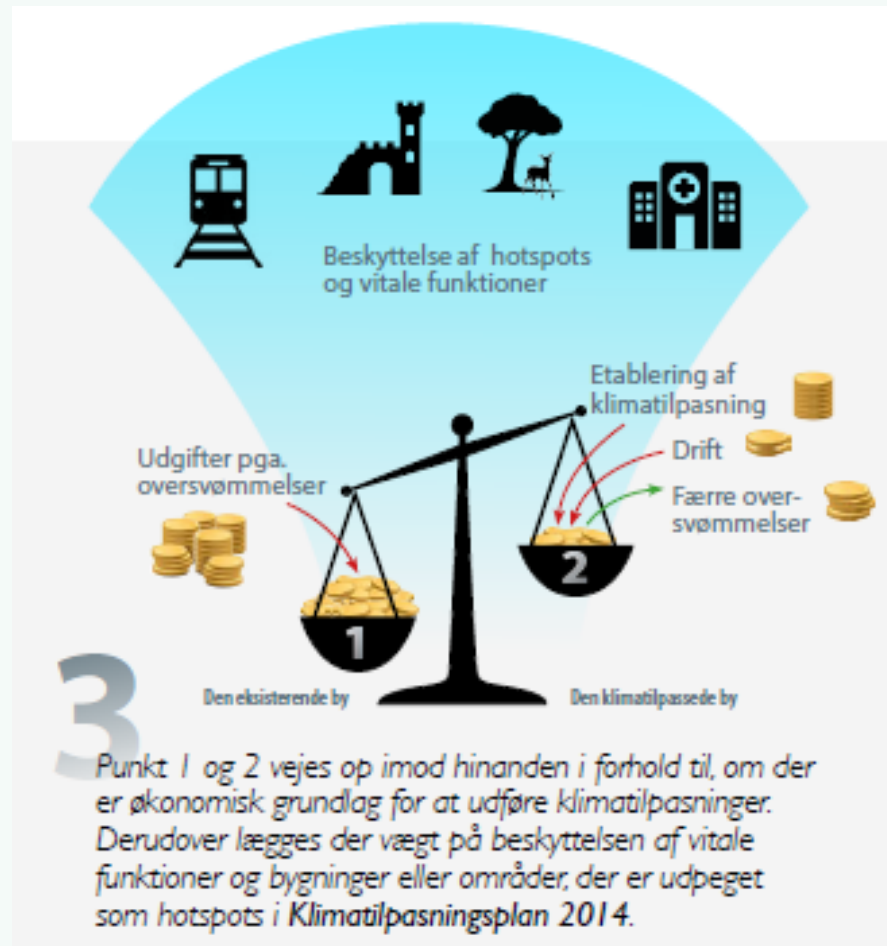 Beskyttelse af hotspots
og vitale funktioner
Etablering af
klimatilpasning
Drift
Færre over-
svømmelser
Udgifter pga.
oversvømmelser
1
2
Den eksisterende by
Den klimatilpassede by
3
Punkt 1 og 2 vejes op imod hinanden i forhold til, om der
er økonomisk grundlag for at udføre klimatilpasninger.
Derudover lægges der vægt på beskyttelsen af vitale
funktioner og bygninger eller områder, der er udpeget
som hotspots i Klimatilpasningsplan 2014.